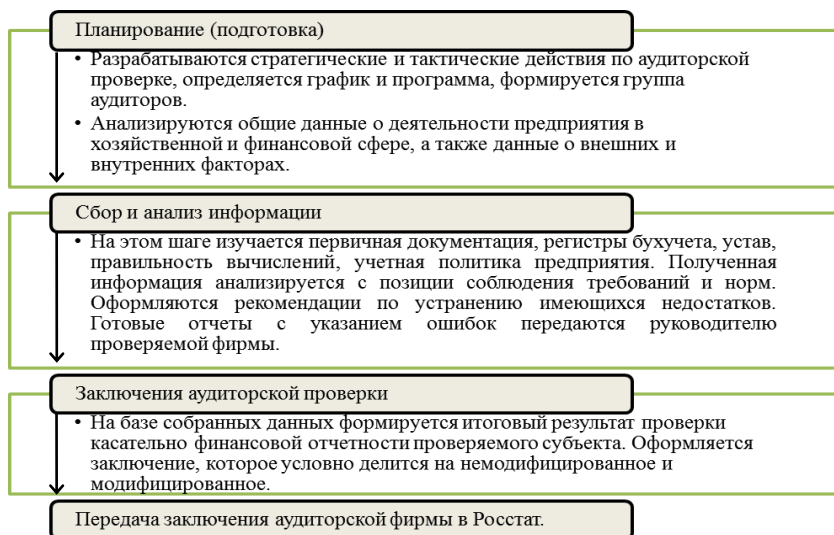 Планирование (подготовка)
• Разрабатываются стратегические и тактические действия по аудиторской
проверке, определяется график и программа, формируется группа
аудиторов.
• Анализируются общие данные о деятельности предприятия в
хозяйственной и финансовой сфере, а также данные о внешних и
внутренних факторах.
Сбор и анализ информации
• На этом шаге изучается первичная документация, регистры бухучета, устав,
правильность вычислений, учетная политика предприятия. Полученная
информация анализируется с позиции соблюдения требований и норм.
Оформляются рекомендации по устранению имеющихся недостатков.
Готовые отчеты с указанием ошибок передаются руководителю
проверяемой фирмы.
Заключения аудиторской проверки
• На базе собранных данных формируется итоговый результат проверки
касательно финансовой отчетности проверяемого субъекта. Оформляется
заключение, которое условно делится на немодифицированное и
модифицированное.
Передача заключения аудиторской фирмы в Росстат.